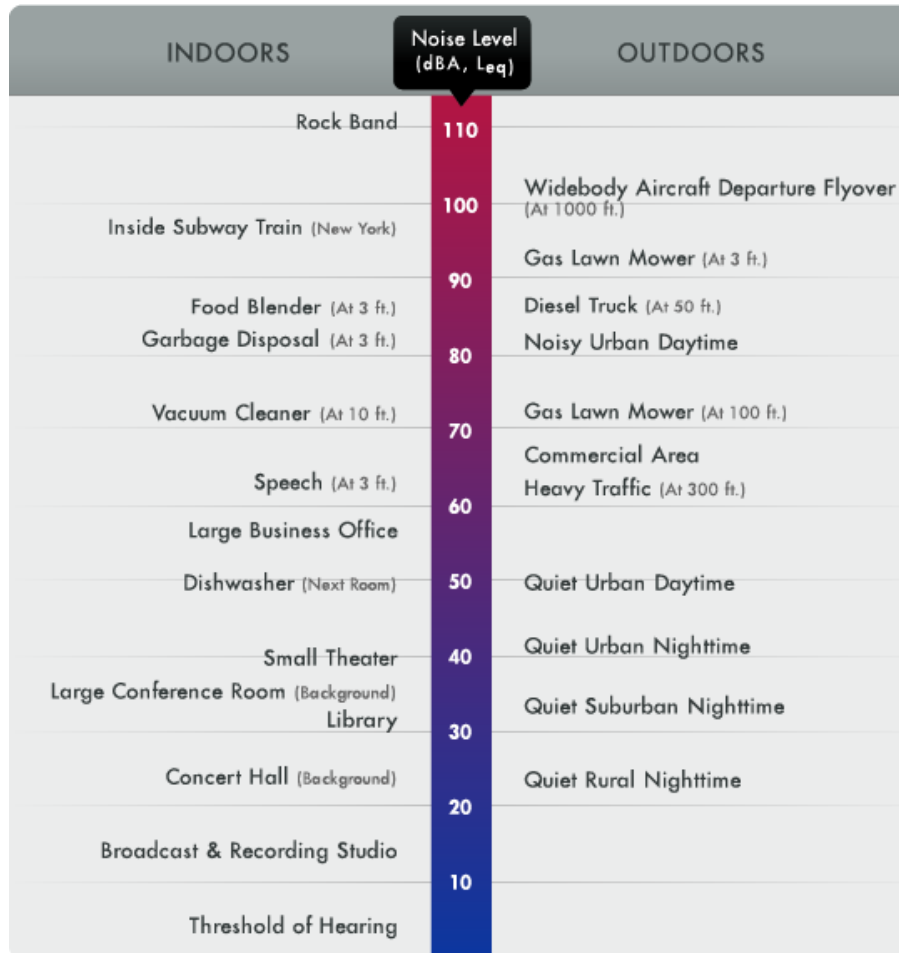 INDOORS
Noise Level
(dBA, Leq)
OUTDOORS
Rock Band
110
Widebody Aircraft Departure Flyover
100
(At 1000 ft.)
Inside Subway Train (New York)
Gas Lawn Mower (At 3 ft.)
90
Food Blender (At 3 ft.)
Diesel Truck (At 50 ft.)
Garbage Disposal (At 3 ft.)
Noisy Urban Daytime
80
Vacuum Cleaner (At 10 ft.)
Gas Lawn Mower (At 100 ft.)
70
Commercial Area
Speech (At 3 ft.)
Heavy Traffic (At 300 ft.)
60
Large Business Office
Dishwasher (Next Room)
50
Quiet Urban Daytime
Quiet Urban Nighttime
Small Theater
40
Large Conference Room (Background)
Quiet Suburban Nighttime
Library
30
Concert Hall (Background)
Quiet Rural Nighttime
20
Broadcast & Recording Studio
10
Threshold of Hearing